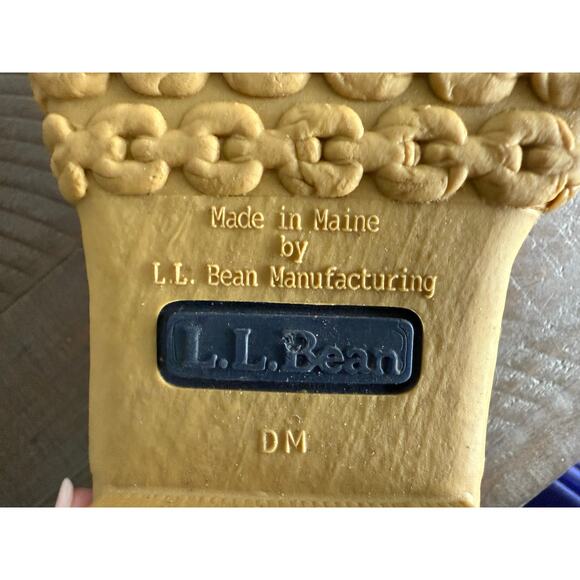 Made in Maine
by
L.L. Bean Manufacturing
L.L.Bean
DM